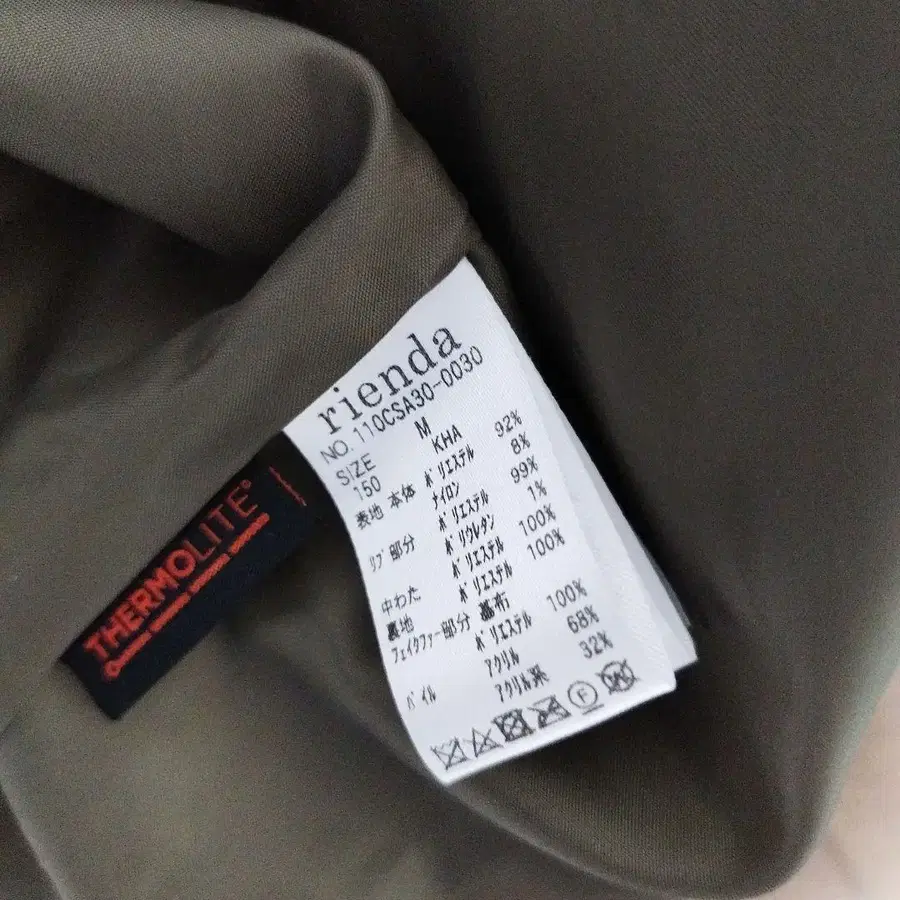 rienda
NO. 110CSA30-0030
SIZE M
150 KHA
表地 本体 ポリエステル 92%
ナイロン 8%
リブ部分 ポリエステル 99%
ポリウレタン 1%
中わた ポリエステル 100%
裏地 ポリエステル 100%
フェイクファー部分 基布
ポリエステル 100%
パイル アクリル 68%
アクリル系 32%
F
W
THERMOLITE®